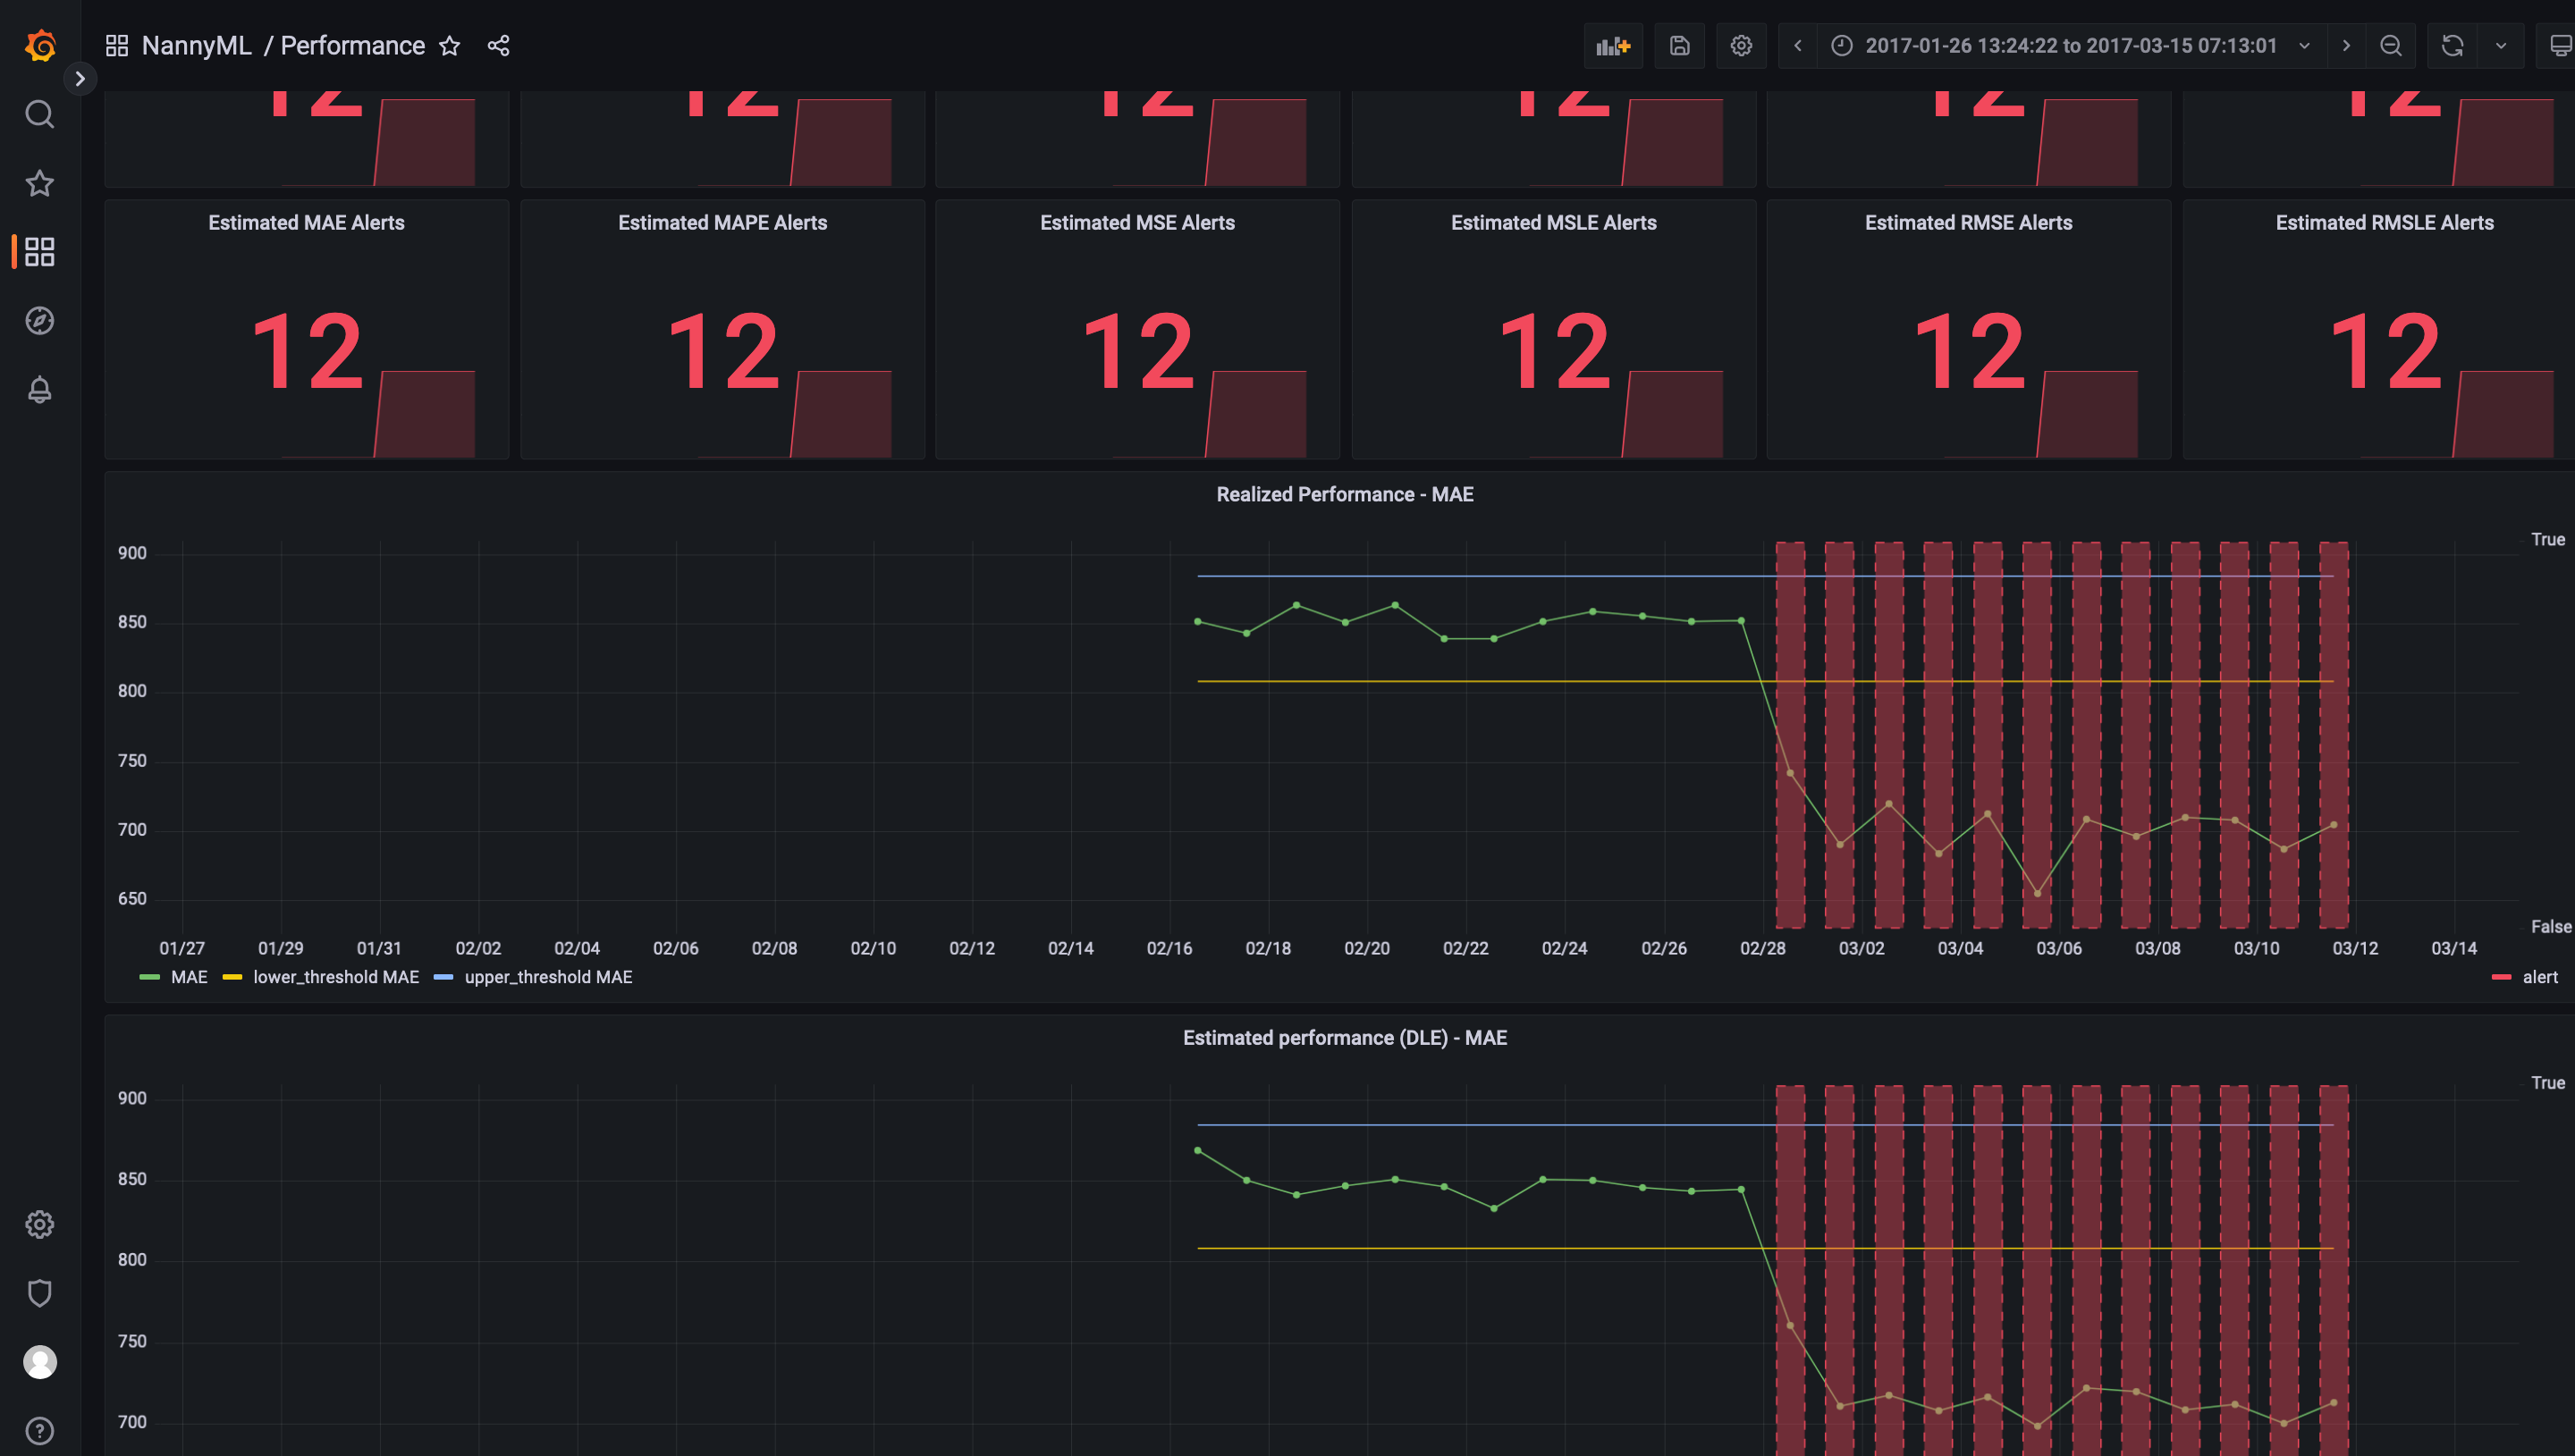 NannyML / Performance
2017-01-26 13:24:22 to 2017-03-15 07:13:01
12 12 12 12 12 12
Estimated MAE Alerts Estimated MAPE Alerts Estimated MSE Alerts Estimated MSLE Alerts Estimated RMSE Alerts Estimated RMSLE Alerts
12 12 12 12 12 12
Realized Performance - MAE
True
900
850
800
750
700
650
False
01/27 01/29 01/31 02/02 02/04 02/06 02/08 02/10 02/12 02/14 02/16 02/18 02/20 02/22 02/24 02/26 02/28 03/02 03/04 03/06 03/08 03/10 03/12 03/14
MAE lower_threshold MAE upper_threshold MAE alert
Estimated performance (DLE) - MAE
True
900
850
800
750
700